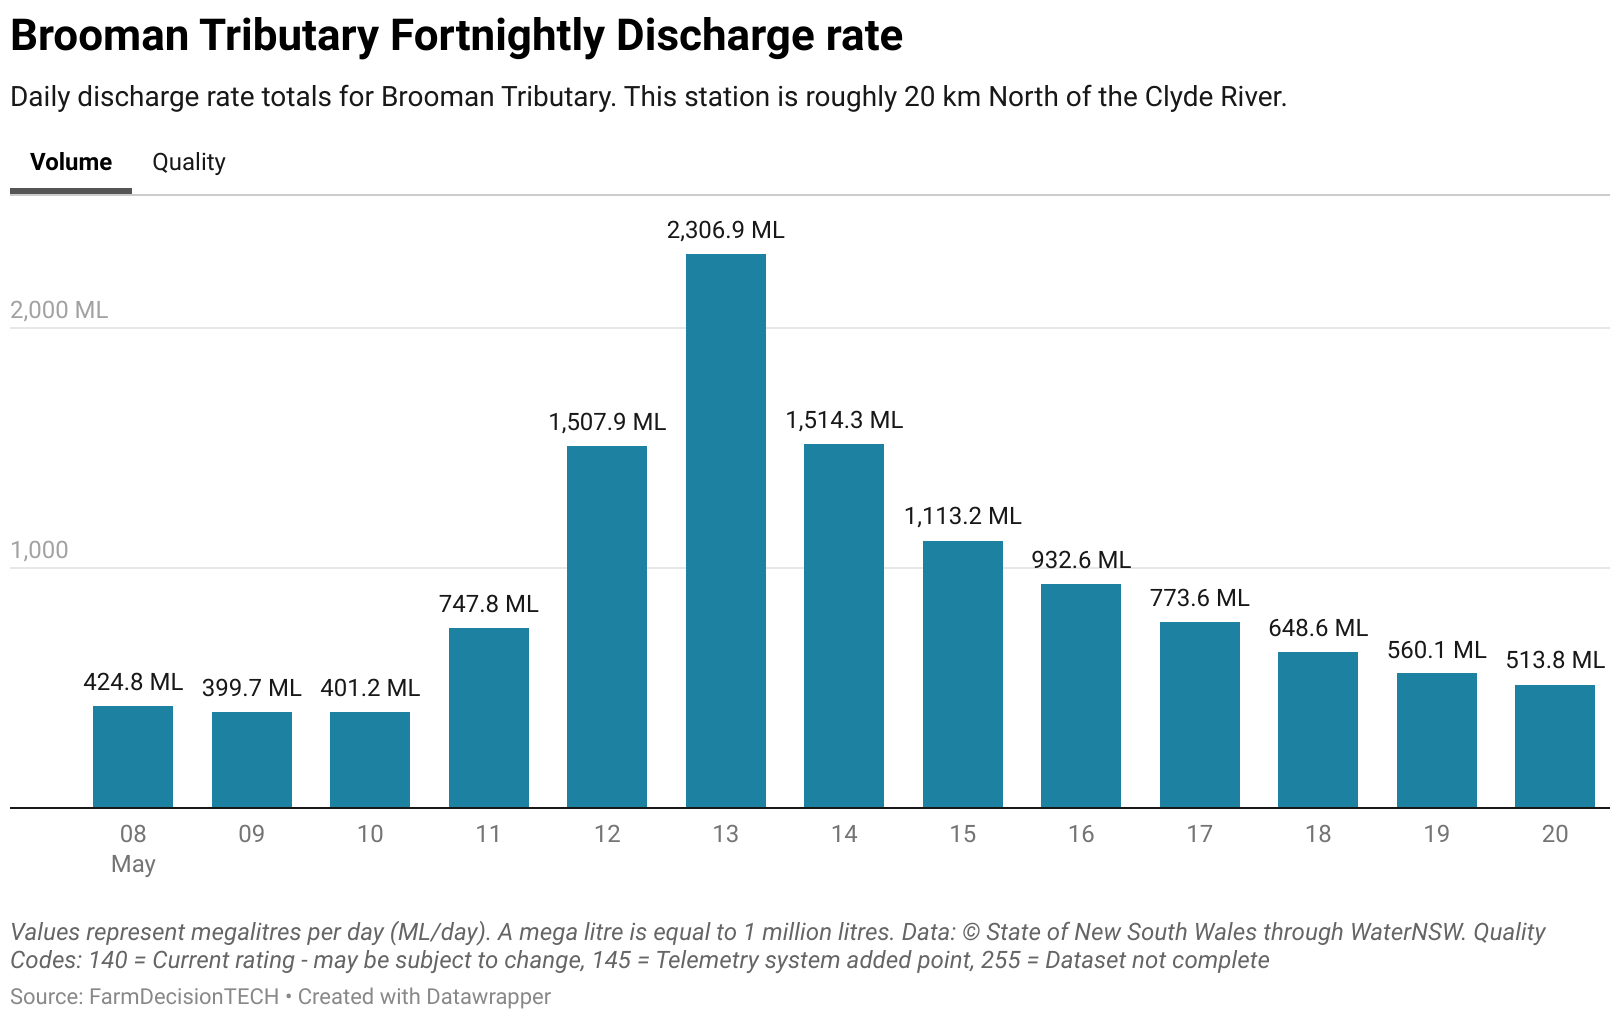 Brooman Tributary Fortnightly Discharge rate
Daily discharge rate totals for Brooman Tributary. This station is roughly 20 km North of the Clyde River.
Volume Quality
2,306.9 ML
2,000 ML
1,507.9 ML 1,514.3 ML
1,113.2 ML
1,000
932.6 ML
747.8 ML 773.6 ML
648.6 ML
560.1 ML
513.8 ML
424.8 ML 399.7 ML 401.2 ML
08 09 10 11 12 13 14 15 16 17 18 19 20
May
Values represent megalitres per day (ML/day). A mega litre is equal to 1 million litres. Data: © State of New South Wales through WaterNSW. Quality
Codes: 140 = Current rating - may be subject to change, 145 = Telemetry system added point, 255 = Dataset not complete
Source: FarmDecisionTECH • Created with Datawrapper